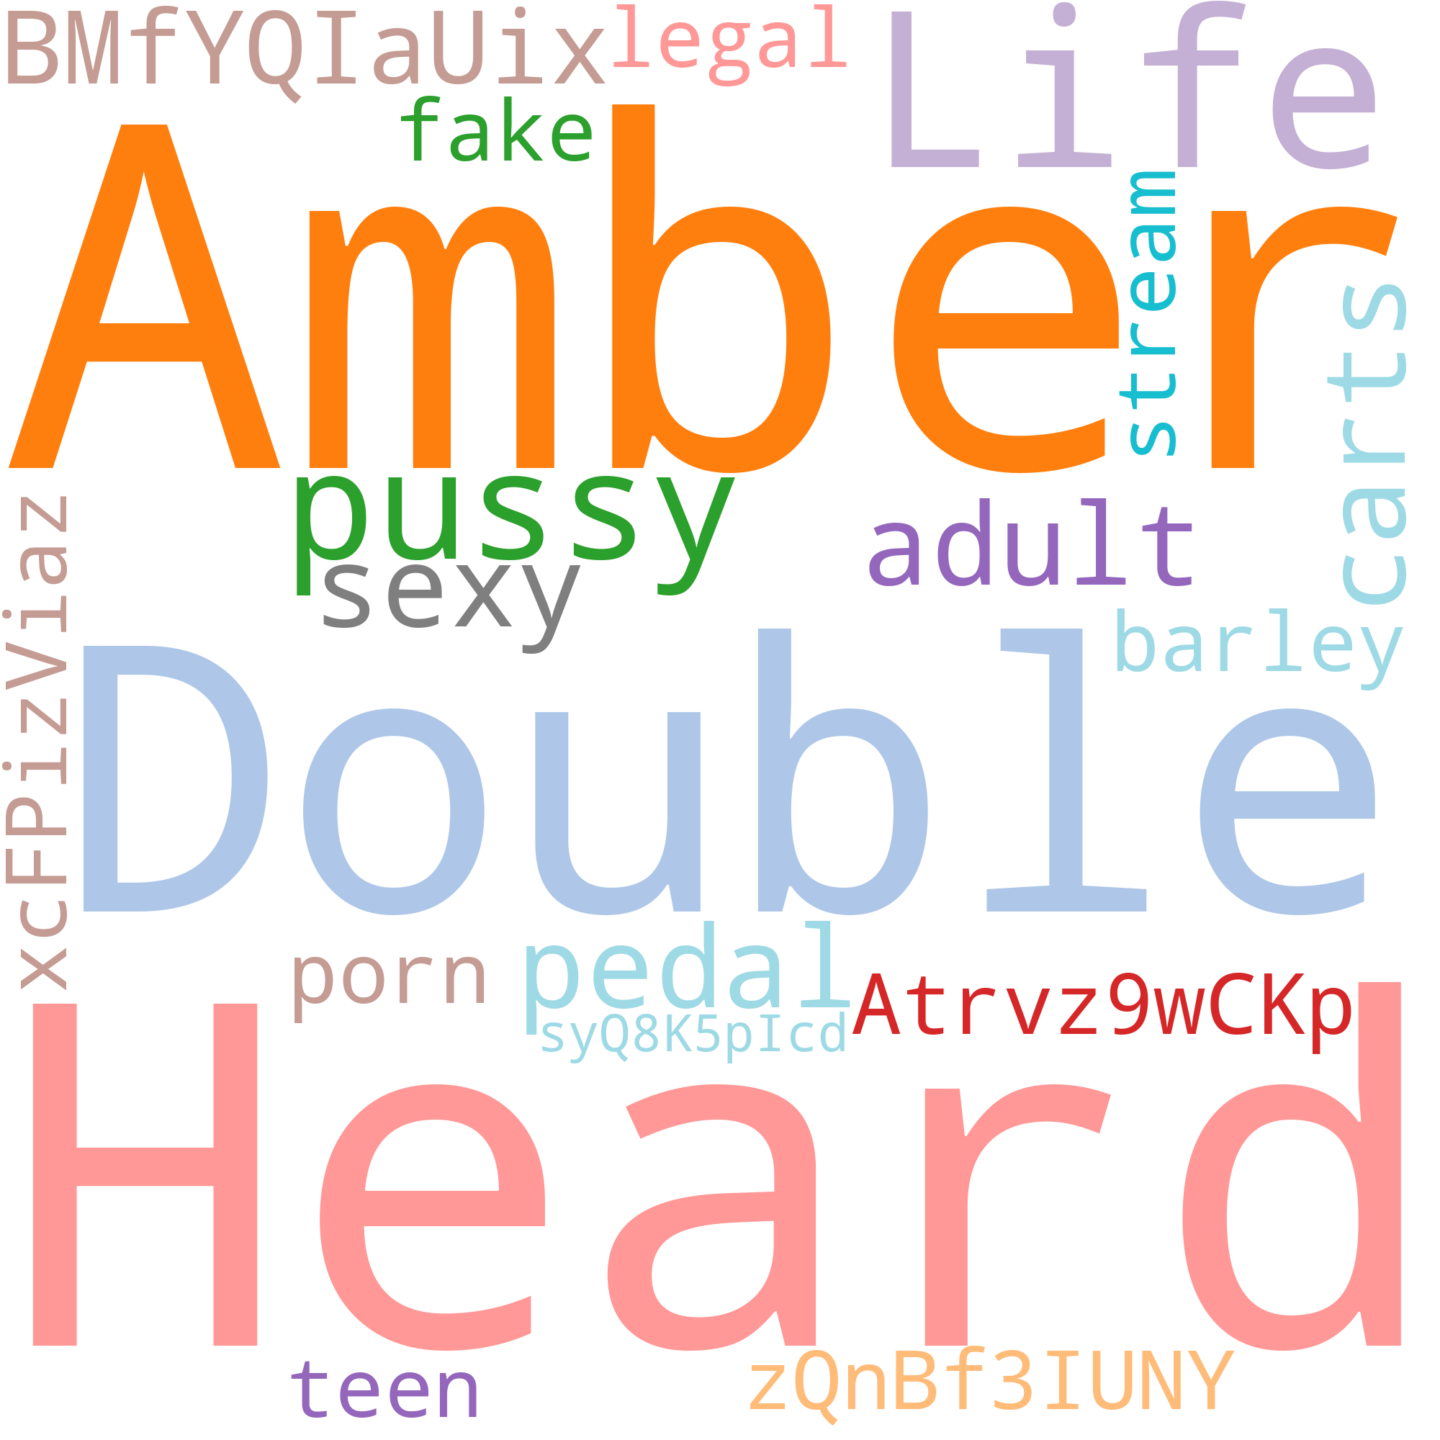 BMfYQIaUix
legal
Life
fake
Amber
stream
carts
pussy
adult
sexy
barley
xcFPizViaz
Double
porn
pedal
Atrvz9wCKp
syQ8K5pIcd
Heard
teen
zQnBf3IUNY